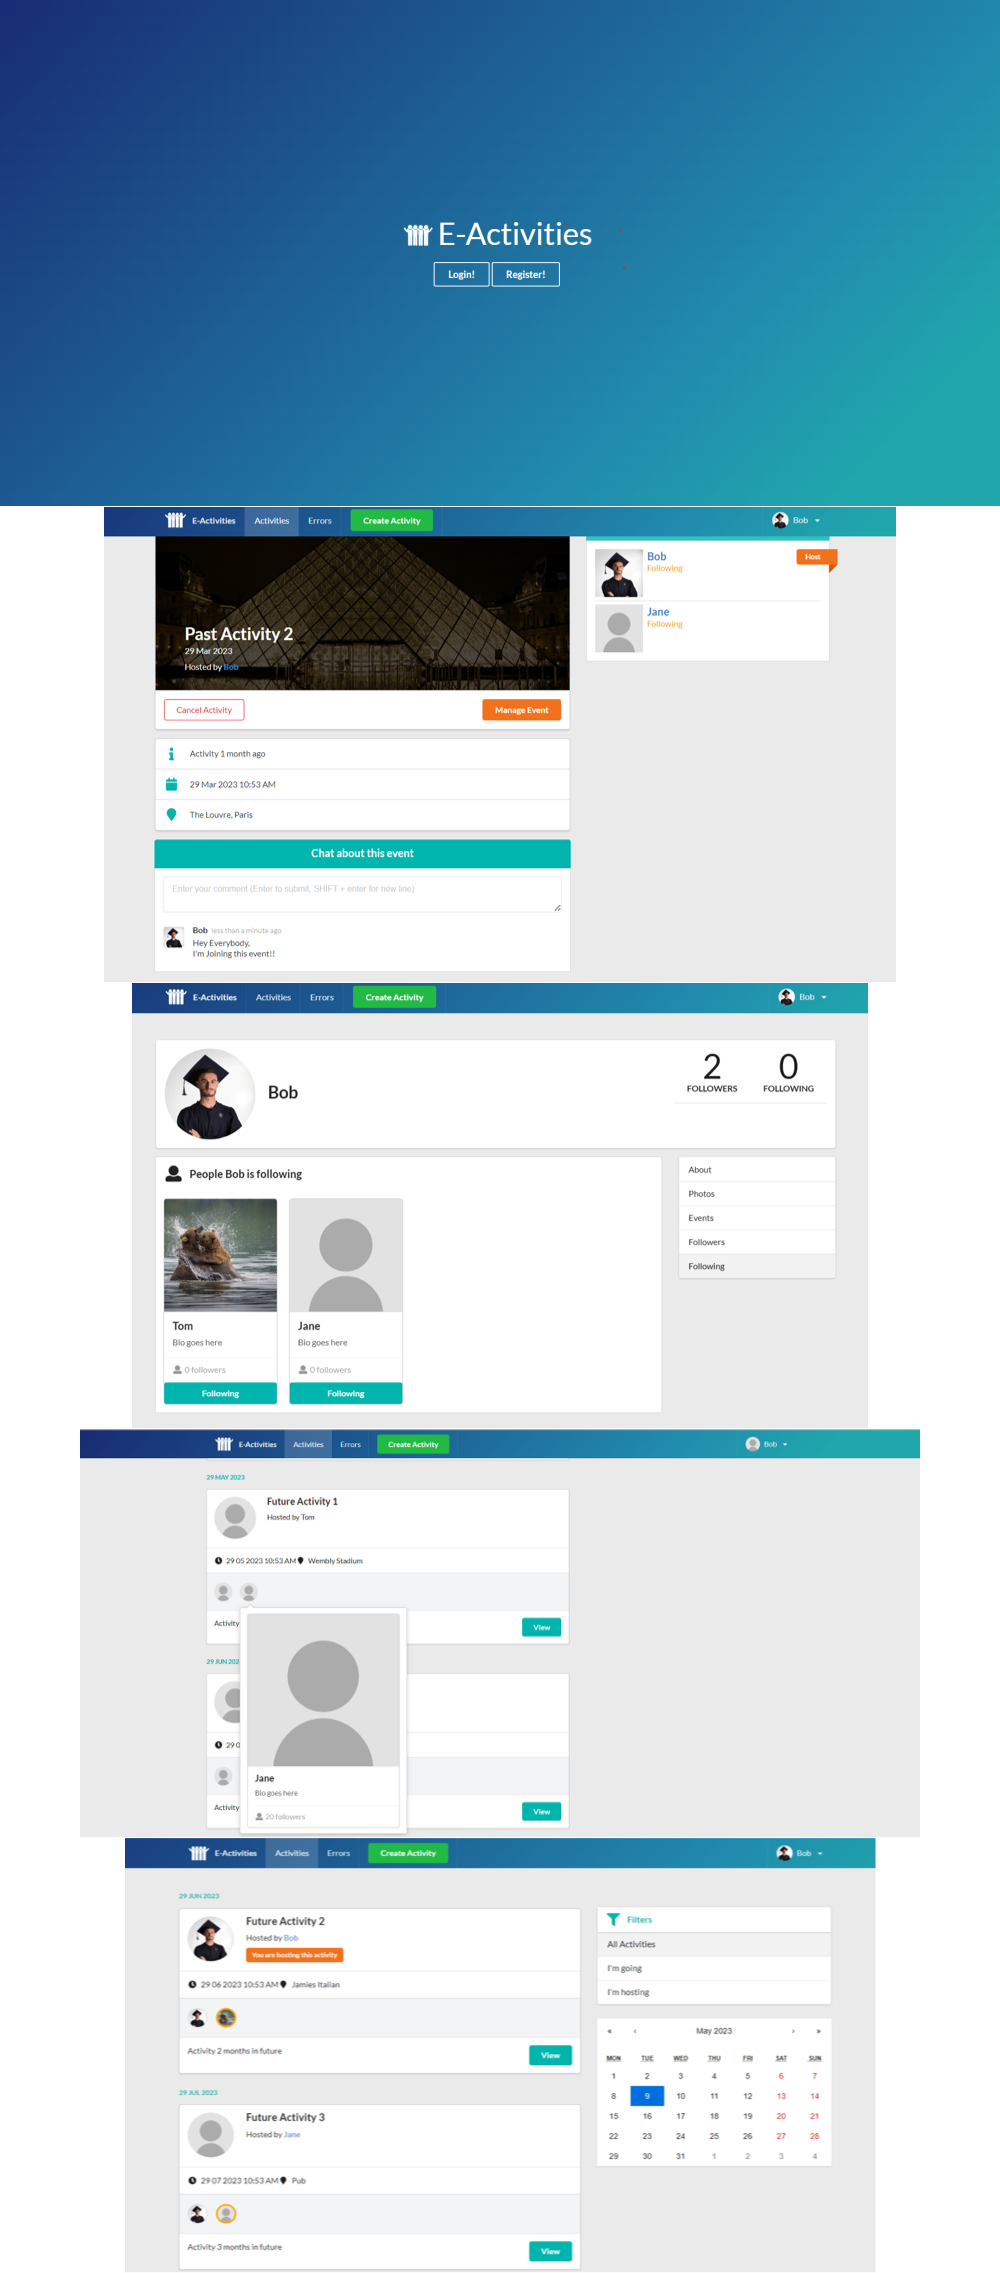 E-Activities
Login! Register!
E-Activities Activities Errors Create Activity Bob
Past Activity 2
29 Mar 2023
Hosted by Bob
Bob Host
Following
Jane
Following
Cancel Activity Manage Event
Activity 1 month ago
29 Mar 2023 10:53 AM
The Louvre, Paris
Chat about this event
Enter your comment (Enter to submit, SHIFT + enter for new line)
Bob less than a minute ago
Hey Everybody,
I'm Joining this event!!
E-Activities Activities Errors Create Activity Bob
Bob
2 0
FOLLOWERS FOLLOWING
People Bob is following
Tom Jane
Bio goes here Bio goes here
0 followers 0 followers
Following Following
About
Photos
Events
Followers
Following
E-Activities Activities Errors Create Activity Bob
29 MAY 2023
Future Activity 1
Hosted by Tom
29 05 2023 10:53 AM Wembly Stadium
Activity View
29 JUN 202
29 0
Jane
Bio goes here
20 followers
Activity View
E-Activities Activities Errors Create Activity Bob
29 JUN 2023
Future Activity 2
Hosted by Bob
You are hosting this activity
29 06 2023 10:53 AM Jamies Italian
Activity 2 months in future View
29 JUL 2023
Future Activity 3
Hosted by Jane
29 07 2023 10:53 AM Pub
Activity 3 months in future View
Filters
All Activities
I'm going
I'm hosting
« ‹ May 2023 › »
MON TUE WED THU FRI SAT SUN
1 2 3 4 5 6 7
8 9 10 11 12 13 14
15 16 17 18 19 20 21
22 23 24 25 26 27 28
29 30 31 1 2 3 4